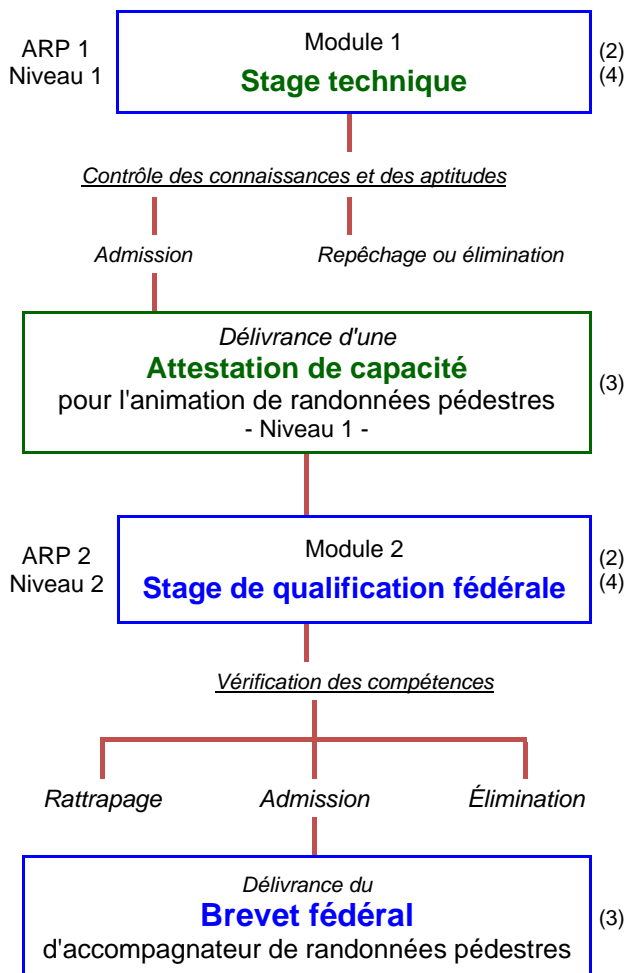 ARP 1
Niveau 1
Module 1
Stage technique
(2)
(4)
Contrôle des connaissances et des aptitudes
Admission
Repêchage ou élimination
Délivrance d'une
Attestation de capacité
pour l'animation de randonnées pédestres
- Niveau 1 -
(3)
ARP 2
Niveau 2
Module 2
Stage de qualification fédérale
(2)
(4)
Vérification des compétences
Rattrapage
Admission
Élimination
Délivrance du
Brevet fédéral
d'accompagnateur de randonnées pédestres
(3)